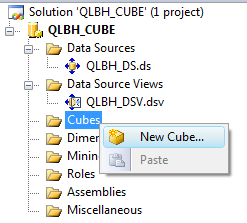 Solution 'QLBH_CUBE' (1 project)
QLBH_CUBE
Data Sources
QLBH_DS.ds
Data Source Views
QLBH_DSV.dsv
Cubes
New Cube...
Dimen
Paste
Minin
Roles
Assemblies
Miscellaneous